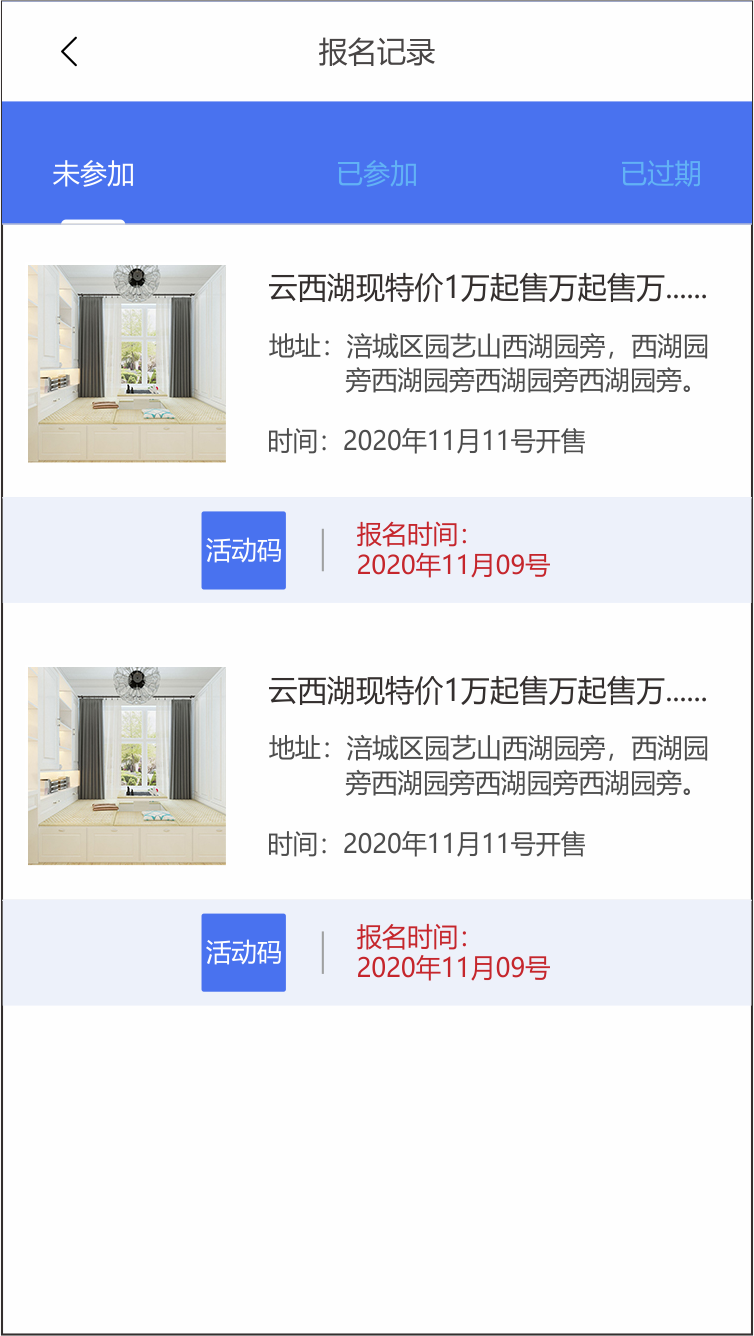 报名记录
未参加
已参加
已过期
云西湖现特价1万起售万起售万......
地址：涪城区园艺山西湖园旁，西湖园
旁西湖园旁西湖园旁西湖园旁。
时间：2020年11月11号开售
活动码
报名时间：
2020年11月09号
云西湖现特价1万起售万起售万......
地址：涪城区园艺山西湖园旁，西湖园
旁西湖园旁西湖园旁西湖园旁。
时间：2020年11月11号开售
活动码
报名时间：
2020年11月09号